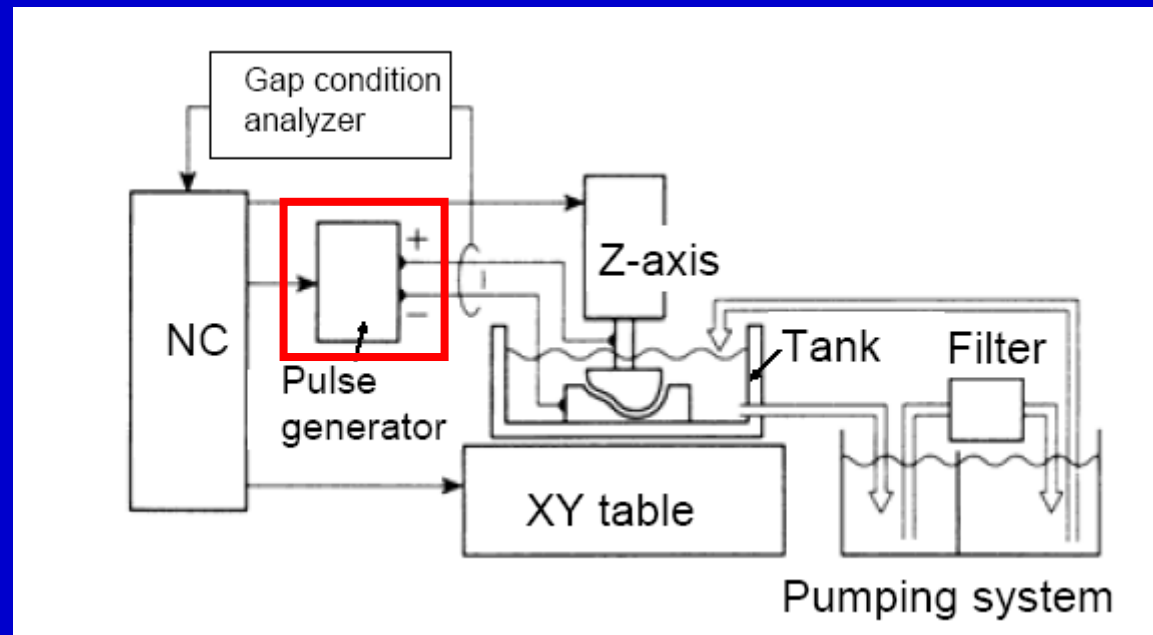 Gap condition
analyzer
+
−
NC
Z-axis
Pulse
generator
Tank
Filter
XY table
Pumping system